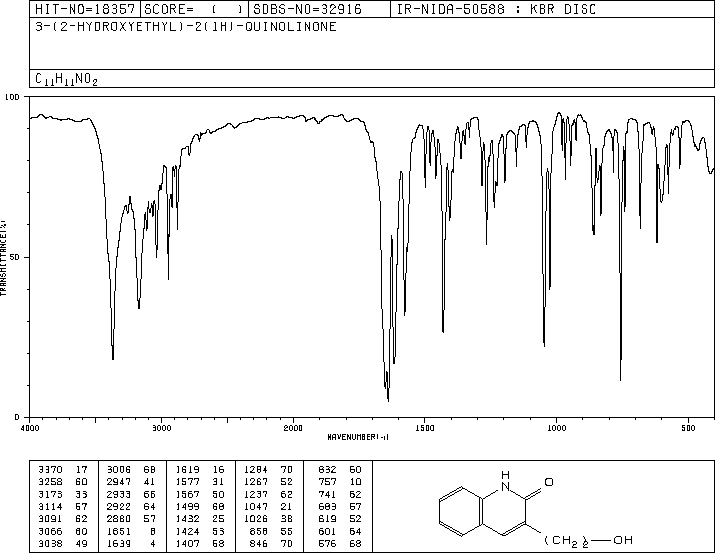 HIT-NO=18357 SCORE= ( ) SDBS-NO=32916 IR-NIDA-50588 : KBR DISC
3-(2-HYDROXYETHYL)-2(1H)-QUINOLINONE
C11H11NO2
100
TRANSMITTANCE(%)
50
0
4000 3000 2000 1500 1000 500
WAVENUMBER(-1)
3370 17 3006 68 1619 16 1284 70 832 60
3258 60 2947 41 1577 31 1267 52 757 10
3173 33 2933 66 1567 50 1237 62 741 62
3114 57 2922 64 1499 68 1047 21 683 57
3091 62 2880 57 1432 25 1026 38 619 52
3066 60 1651 8 1424 53 858 55 601 64
3038 49 1639 4 1407 58 846 70 576 68
H
N
O
(CH2)2 OH